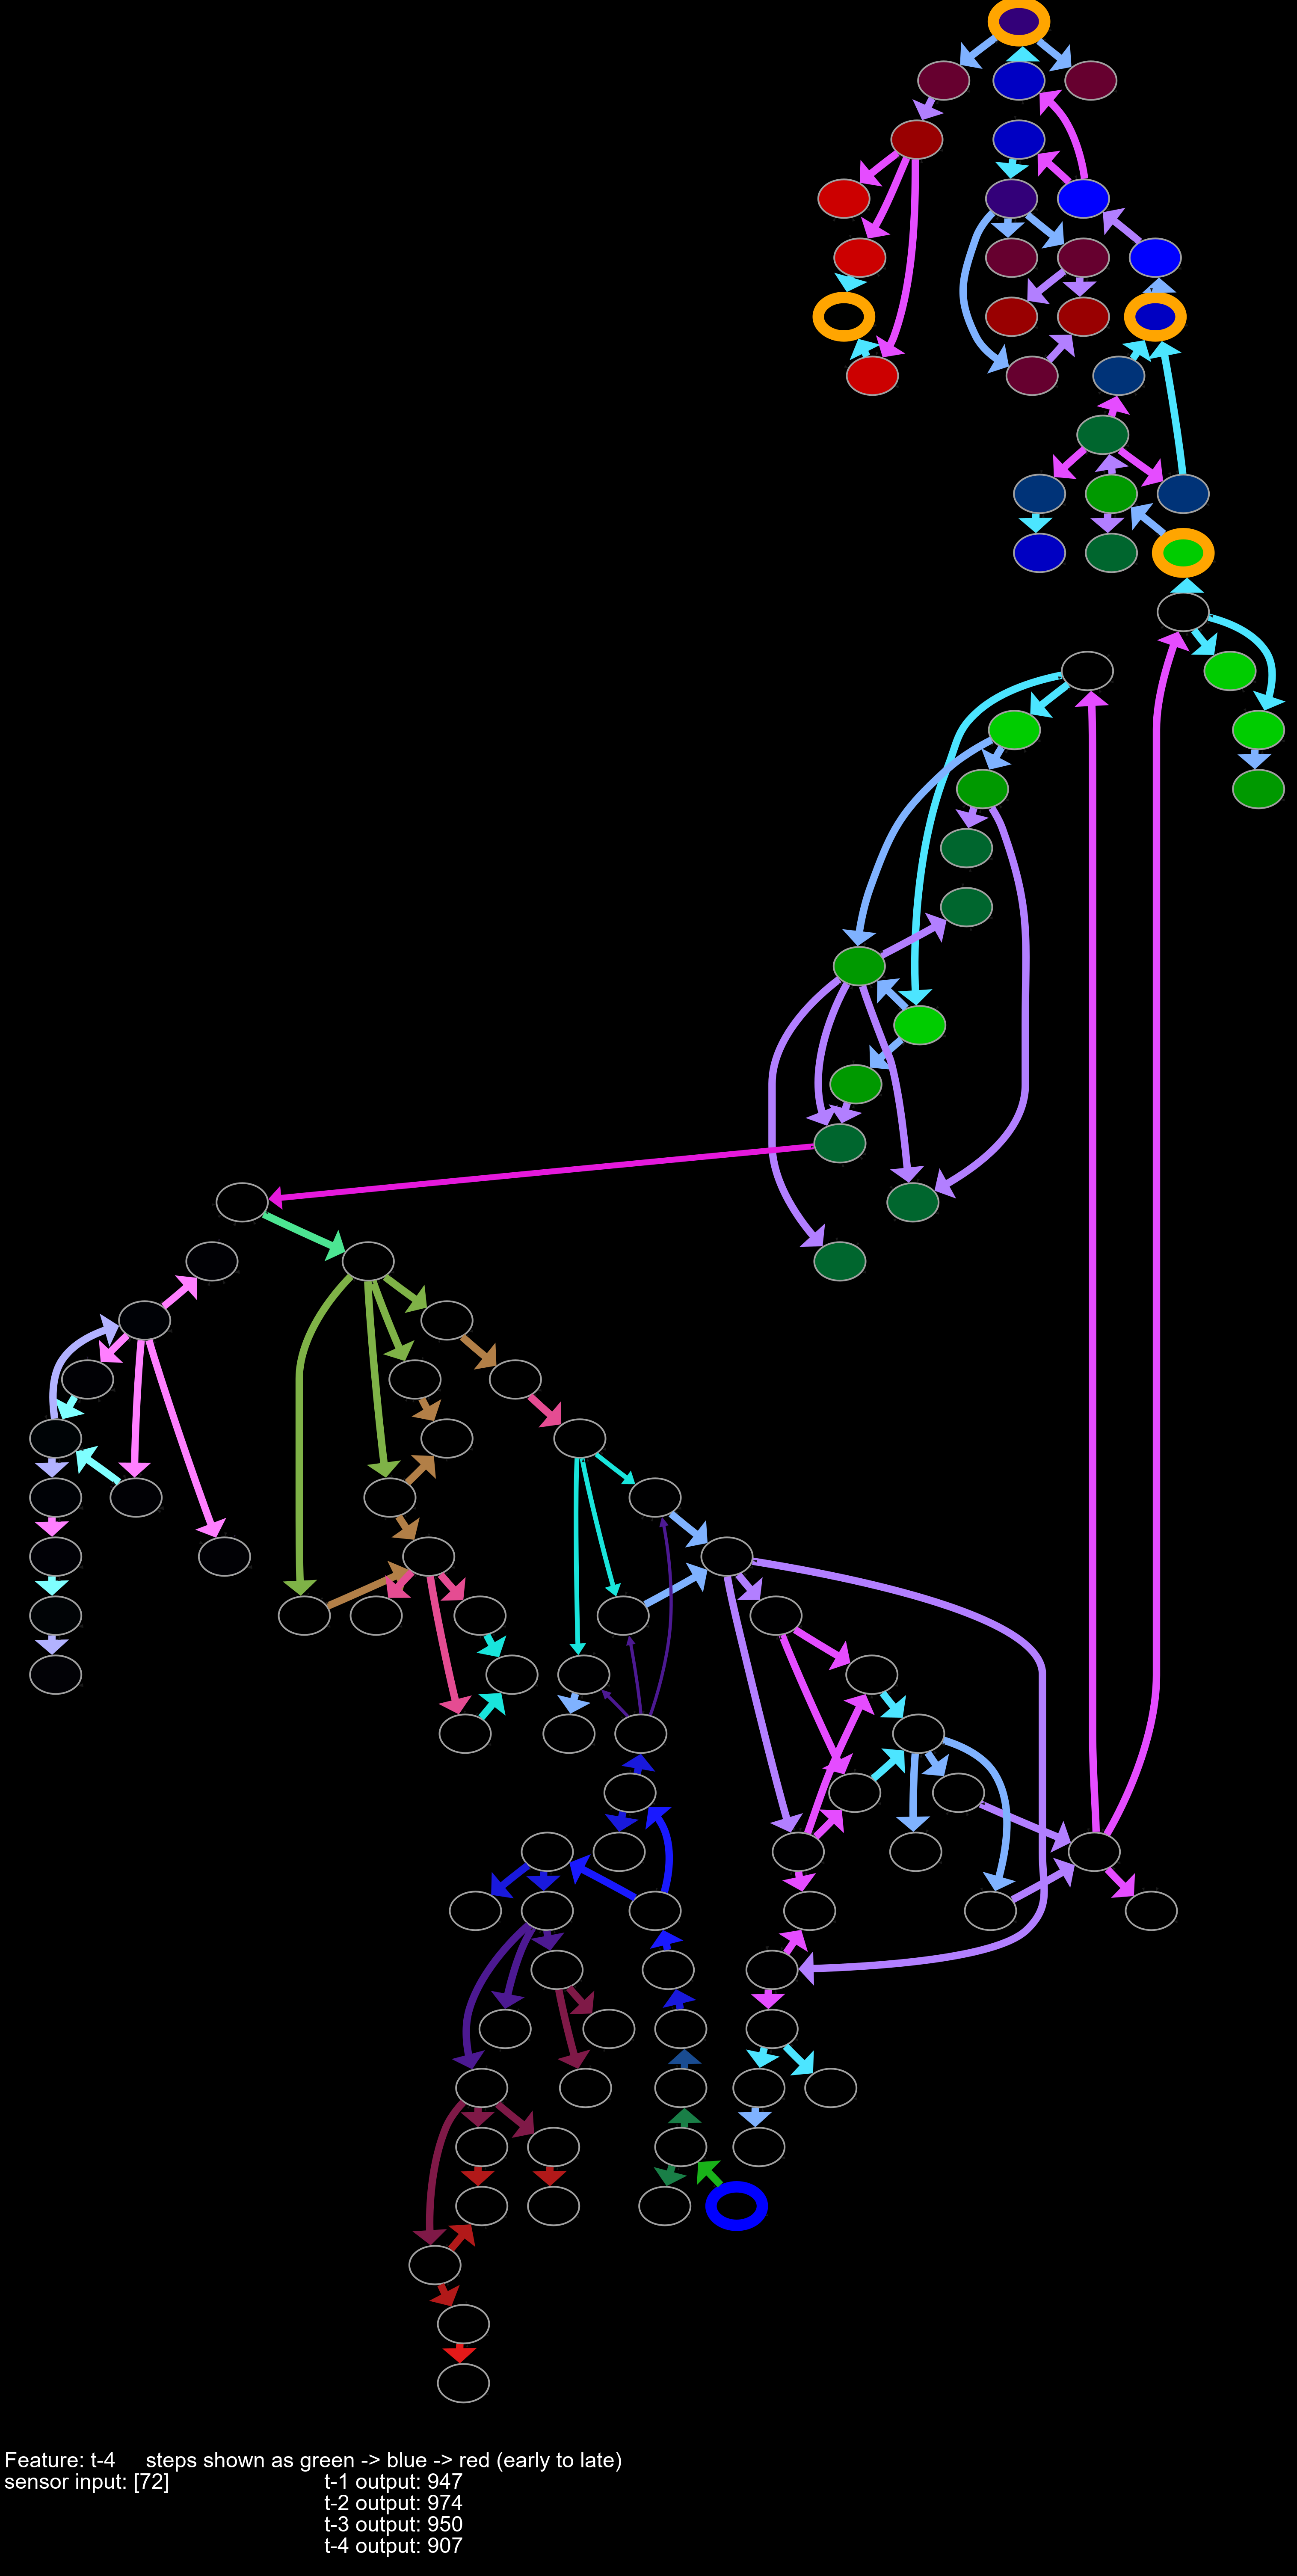 Feature: t-4 steps shown as green -> blue -> red (early to late)
sensor input: [72] t-1 output: 947
t-2 output: 974
t-3 output: 950
t-4 output: 907